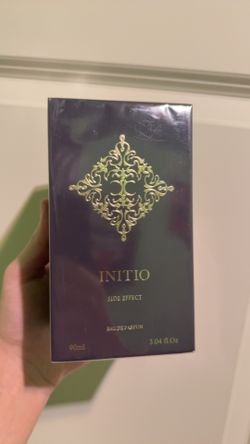 INITIO
SIDE EFFECT
EAU DE PARFUM
90ml 3.04 fl.Oz